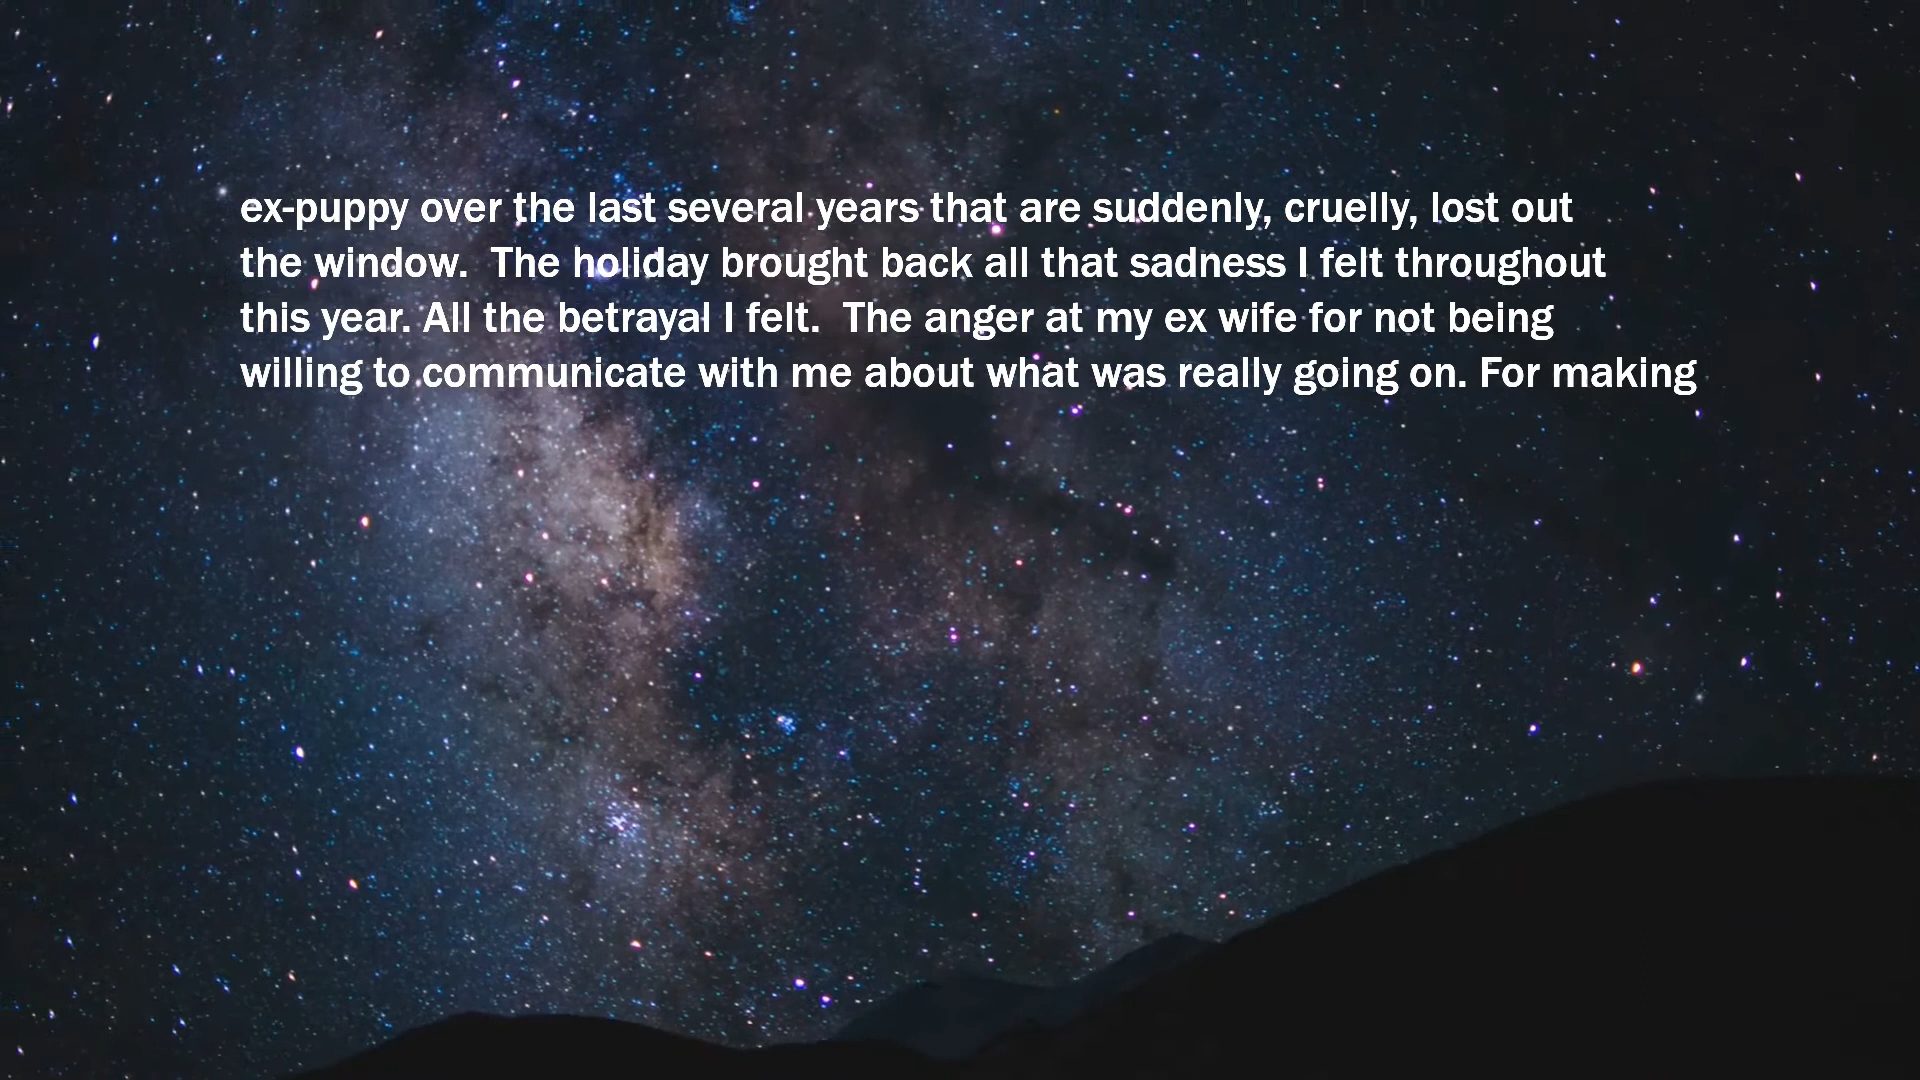 ex-puppy over the last several years that are suddenly, cruelly, lost out
the window.  The holiday brought back all that sadness I felt throughout
this year. All the betrayal I felt.  The anger at my ex wife for not being
willing to communicate with me about what was really going on. For making